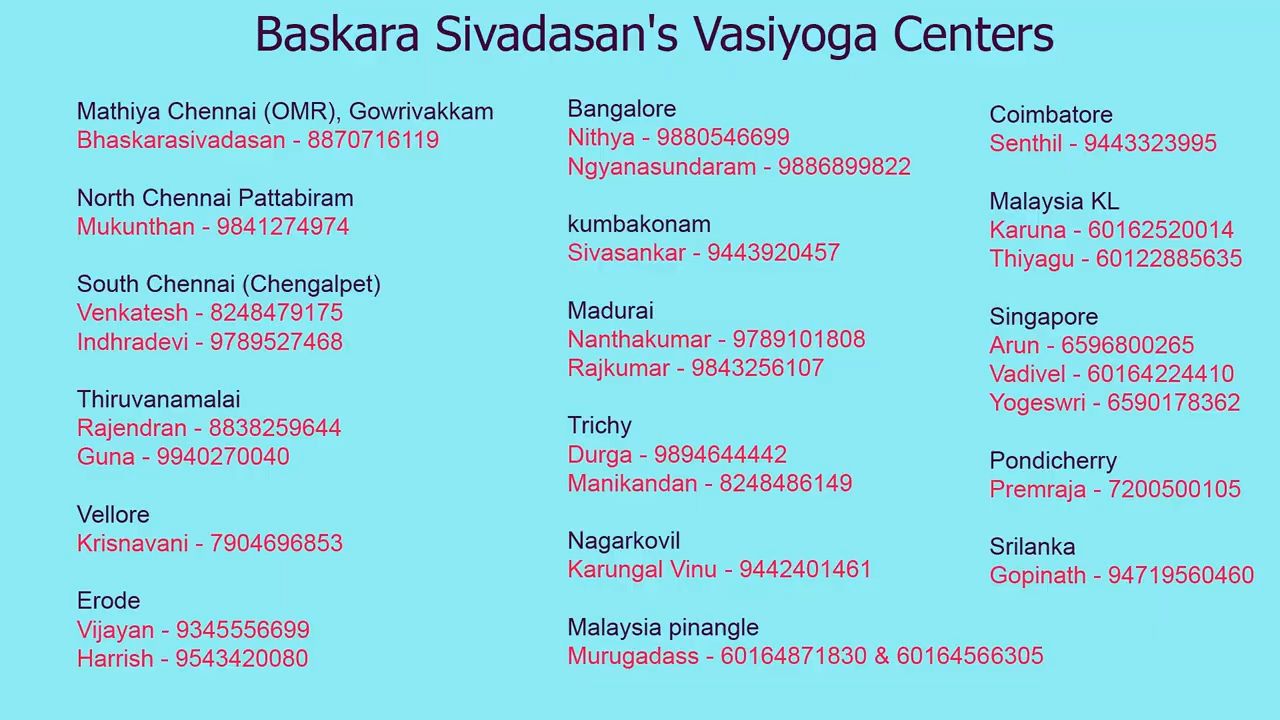 Baskara Sivadasan's Vasiyoga Centers
Mathiya Chennai (OMR), Gowrivakkam
Bhaskarasivadasan - 8870716119
North Chennai Pattabiram
Mukunthan - 9841274974
South Chennai (Chengalpet)
Venkatesh - 8248479175
Indhradevi - 9789527468
Thiruvanamalai
Rajendran - 8838259644
Guna - 9940270040
Vellore
Krisnavani - 7904696853
Erode
Vijayan - 9345556699
Harrish - 9543420080
Bangalore
Nithya - 9880546699
Ngyanasundaram - 9886899822
kumbakonam
Sivasankar - 9443920457
Madurai
Nanthakumar - 9789101808
Rajkumar - 9843256107
Trichy
Durga - 9894644442
Manikandan - 8248486149
Nagarkovil
Karungal Vinu - 9442401461
Malaysia pinangle
Murugadass - 60164871830 & 60164566305
Coimbatore
Senthil - 9443323995
Malaysia KL
Karuna - 60162520014
Thiyagu - 60122885635
Singapore
Arun - 6596800265
Vadivel - 60164224410
Yogeswri - 6590178362
Pondicherry
Premraja - 7200500105
Srilanka
Gopinath - 94719560460